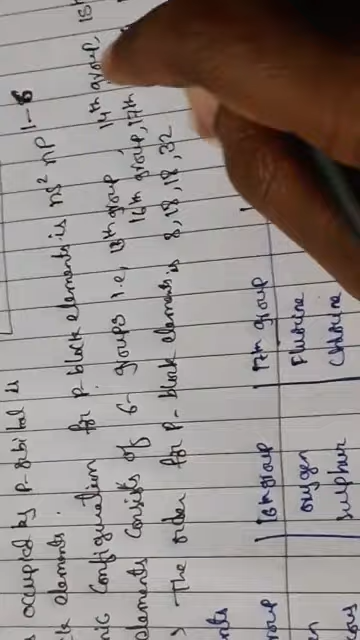 occupied by p-orbital
elements.
Configuration for p-block elements is ns² np 1-6
elements consists of 6-groups i.e, 13th group 14th group 15th
16th group, 17th
The order for p-block elements is 8, 18, 18, 32
16th group 17th group
oxygen Fluorine
sulphur Chlorine